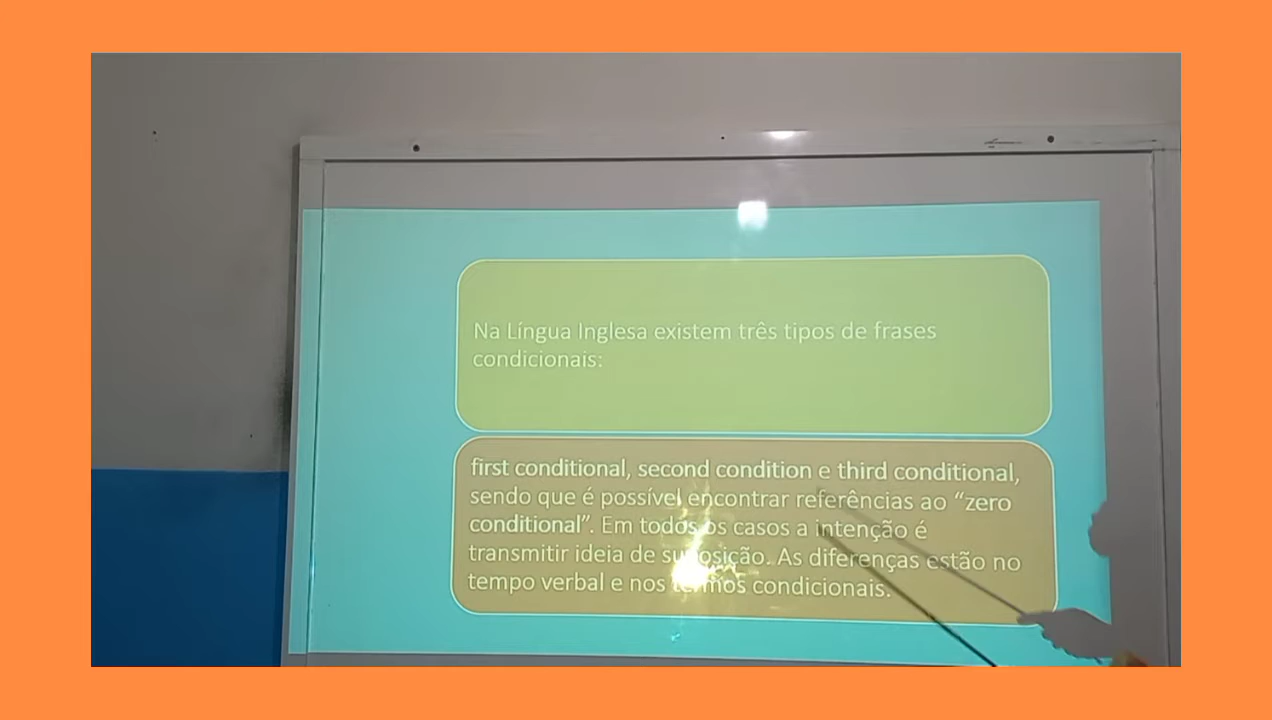 Na Língua Inglesa existem três tipos de frases
condicionais:
first conditional, second condition e third conditional,
sendo que é possível encontrar referências ao “zero
conditional”. Em todos os casos a intenção é
transmitir ideia de suposição. As diferenças estão no
tempo verbal e nos termos condicionais.